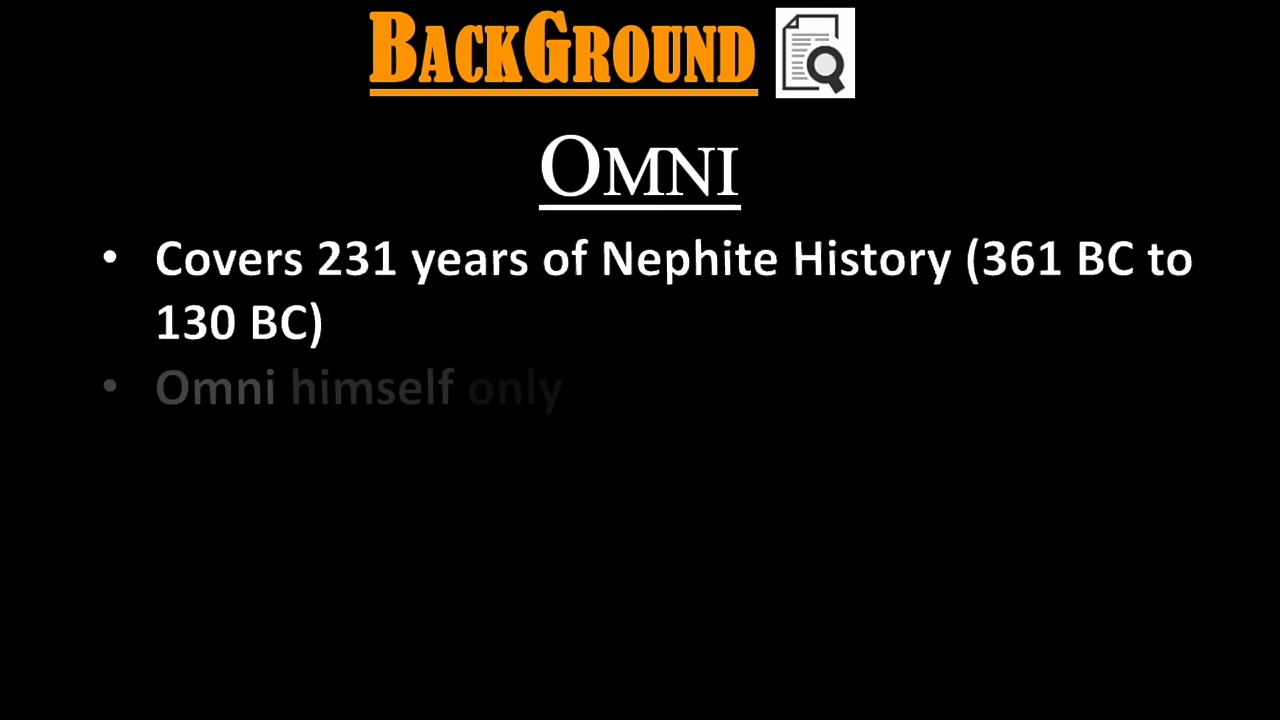 BACKGROUND
OMNI
• Covers 231 years of Nephite History (361 BC to
130 BC)
• Omni himself only